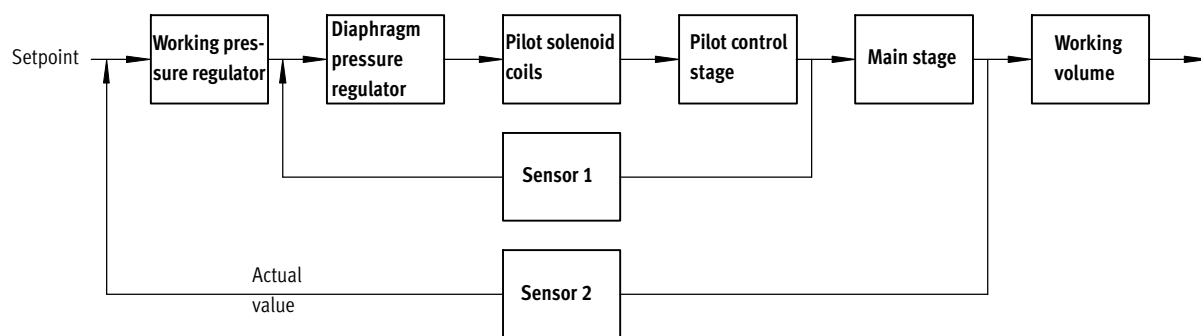 Setpoint
Working pres-
sure regulator
Diaphragm
pressure
regulator
Pilot solenoid
coils
Pilot control
stage
Main stage
Working
volume
Sensor 1
Actual
value
Sensor 2